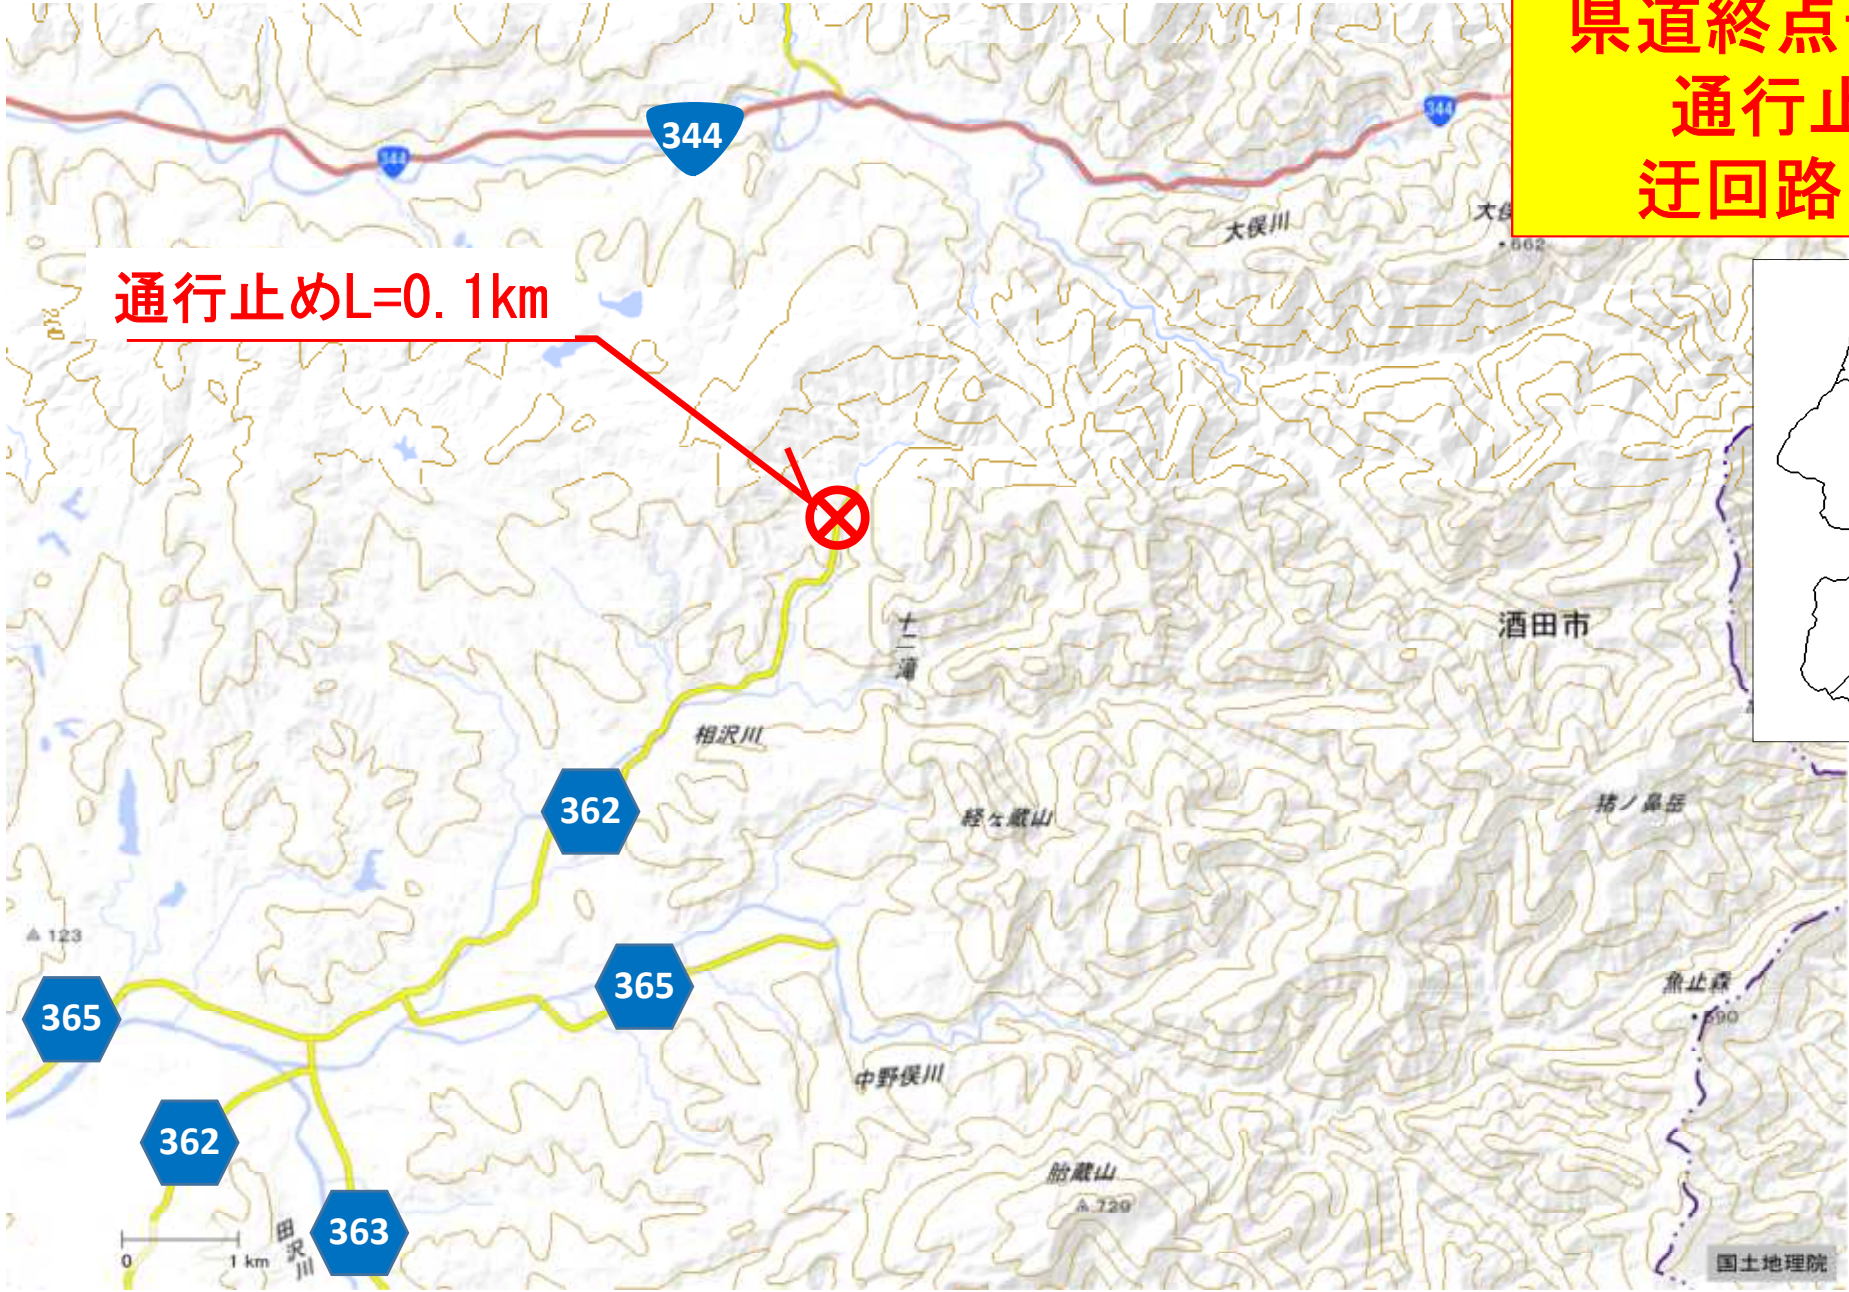 県道終点
通行止
迂回路
344
344
344
大俣川
662
通行止めL=0.1km
十二滝
酒田市
相沢川
362
経ヶ蔵山
猪ノ鼻岳
123
365
365
魚止森
590
中野俣川
362
胎蔵山
729
田沢川
363
0
1 km
国土地理院